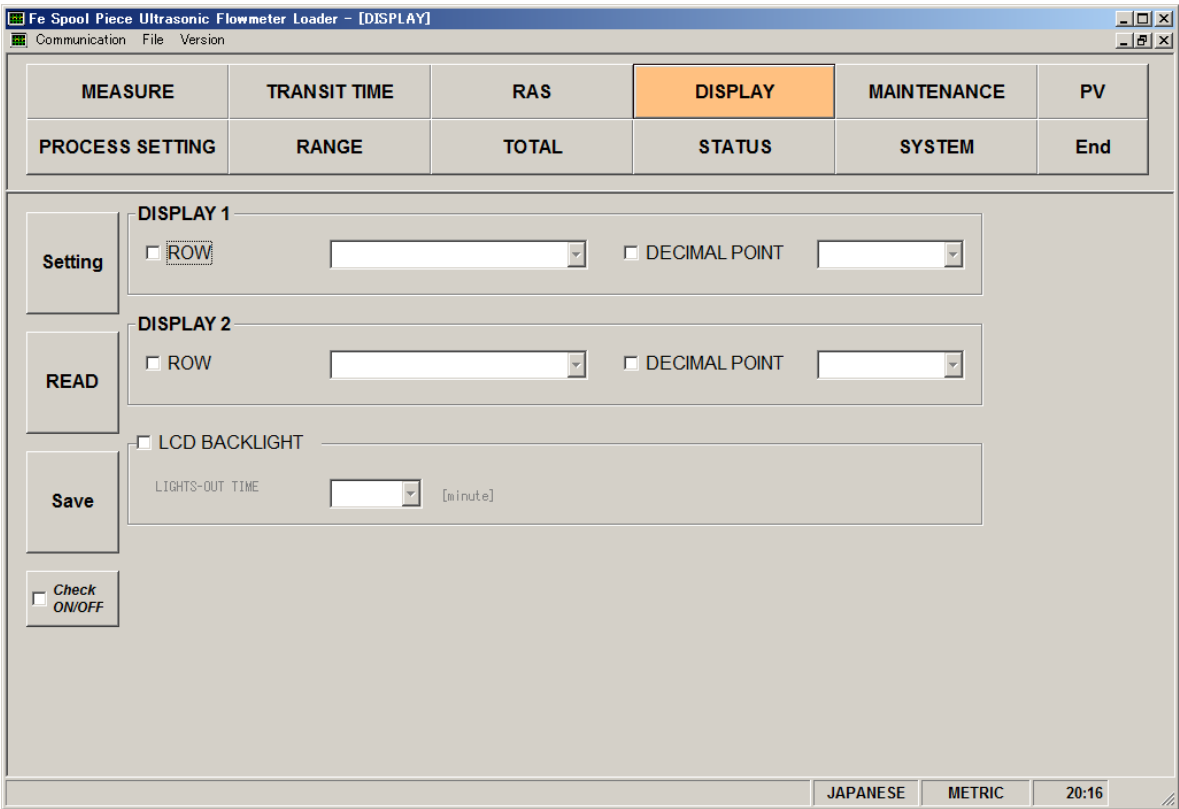 Fe Spool Piece Ultrasonic Flowmeter Loader - [DISPLAY]
Communication File Version
MEASURE TRANSIT TIME RAS DISPLAY MAINTENANCE PV
PROCESS SETTING RANGE TOTAL STATUS SYSTEM End
Setting
READ
Save
Check
ON/OFF
DISPLAY 1
ROW DECIMAL POINT
DISPLAY 2
ROW DECIMAL POINT
LCD BACKLIGHT
LIGHTS-OUT TIME [minute]
JAPANESE METRIC 20:16